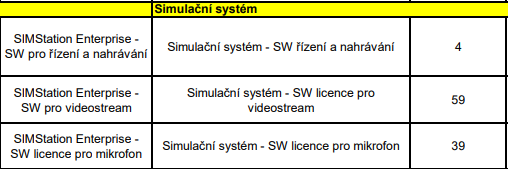 Simulační systém
SIMStation Enterprise -
SW pro řízení a nahrávání
Simulační systém - SW řízení a nahrávání
4
SIMStation Enterprise -
SW pro videostream
Simulační systém - SW licence pro
videostream
59
SIMStation Enterprise -
SW licence pro mikrofon
Simulační systém - SW licence pro mikrofon
39